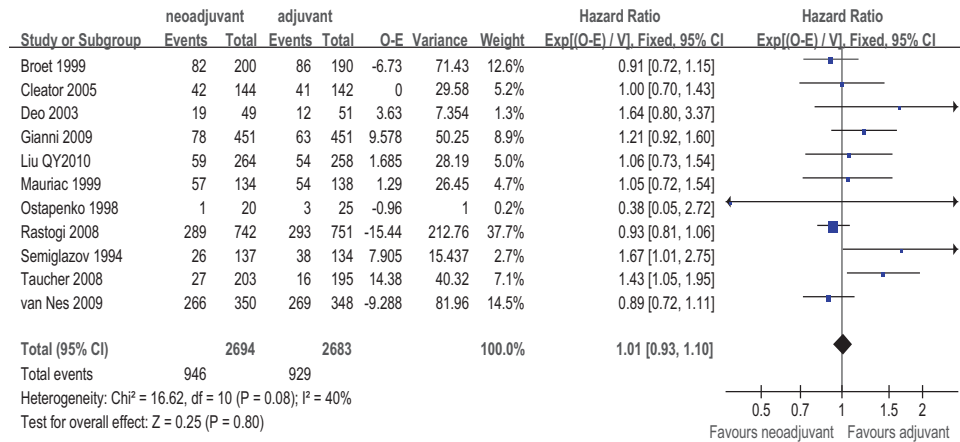 neoadjuvant adjuvant Hazard Ratio Hazard Ratio
Study or Subgroup Events Total Events Total O-E Variance Weight Exp[(O-E) / V], Fixed, 95% CI Exp[(O-E) / V], Fixed, 95% CI
Broet 1999 82 200 86 190 -6.73 71.43 12.6% 0.91 [0.72, 1.15]
Cleator 2005 42 144 41 142 0 29.58 5.2% 1.00 [0.70, 1.43]
Deo 2003 19 49 12 51 3.63 7.354 1.3% 1.64 [0.80, 3.37]
Gianni 2009 78 451 63 451 9.578 50.25 8.9% 1.21 [0.92, 1.60]
Liu QY2010 59 264 54 258 1.685 28.19 5.0% 1.06 [0.73, 1.54]
Mauriac 1999 57 134 54 138 1.29 26.45 4.7% 1.05 [0.72, 1.54]
Ostapenko 1998 1 20 3 25 -0.96 1 0.2% 0.38 [0.05, 2.72]
Rastogi 2008 289 742 293 751 -15.44 212.76 37.7% 0.93 [0.81, 1.06]
Semiglazov 1994 26 137 38 134 7.905 15.437 2.7% 1.67 [1.01, 2.75]
Taucher 2008 27 203 16 195 14.38 40.32 7.1% 1.43 [1.05, 1.95]
van Nes 2009 266 350 269 348 -9.288 81.96 14.5% 0.89 [0.72, 1.11]
Total (95% CI) 2694 2683 100.0% 1.01 [0.93, 1.10]
Total events 946 929
Heterogeneity: Chi² = 16.62, df = 10 (P = 0.08); I² = 40%
Test for overall effect: Z = 0.25 (P = 0.80)
0.5 0.7 1 1.5 2
Favours neoadjuvant Favours adjuvant